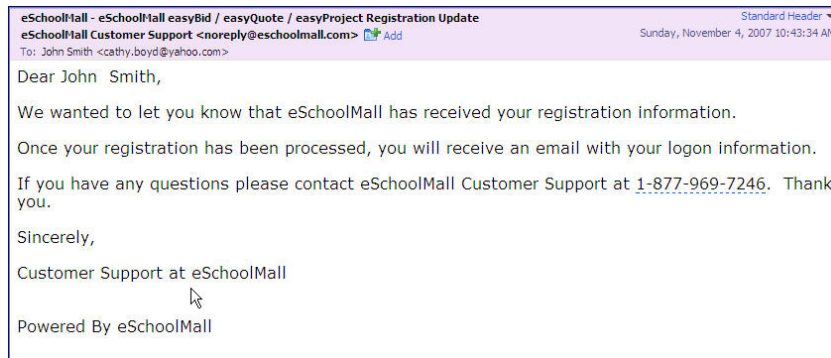 eSchoolMall - eSchoolMall easyBid / easyQuote / easyProject Registration Update
Standard Header
eSchoolMall Customer Support <noreply@eschoolmall.com> Add
Sunday, November 4, 2007 10:43:34 AM
To: John Smith <cathy.boyd@yahoo.com>
Dear John  Smith,
We wanted to let you know that eSchoolMall has received your registration information.
Once your registration has been processed, you will receive an email with your logon information.
If you have any questions please contact eSchoolMall Customer Support at 1-877-969-7246.  Thank
you.
Sincerely,
Customer Support at eSchoolMall
Powered By eSchoolMall